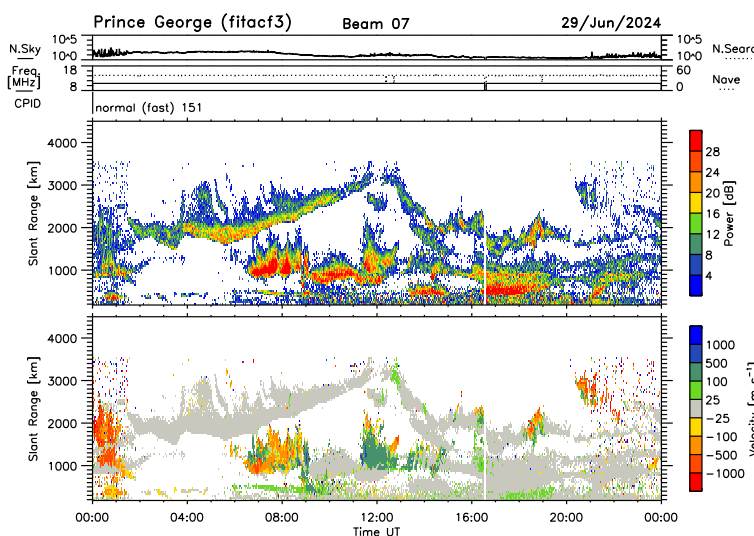 Prince George (fitacf3) Beam 07 29/Jun/2024
10^5 10^5
N.Sky N.Sear
10^0 10^0
Freq. 18 60
[MHz] Nave
8 0
CPID normal (fast) 151
4000
3000
2000
1000
Slant Range [km]
28
24
20
16
12
8
4
Power [dB]
4000
3000
2000
1000
Slant Range [km]
1000
500
100
25
-25
-100
-500
-1000
Velocity [m s^-1]
00:00 04:00 08:00 12:00 16:00 20:00 00:00
Time UT